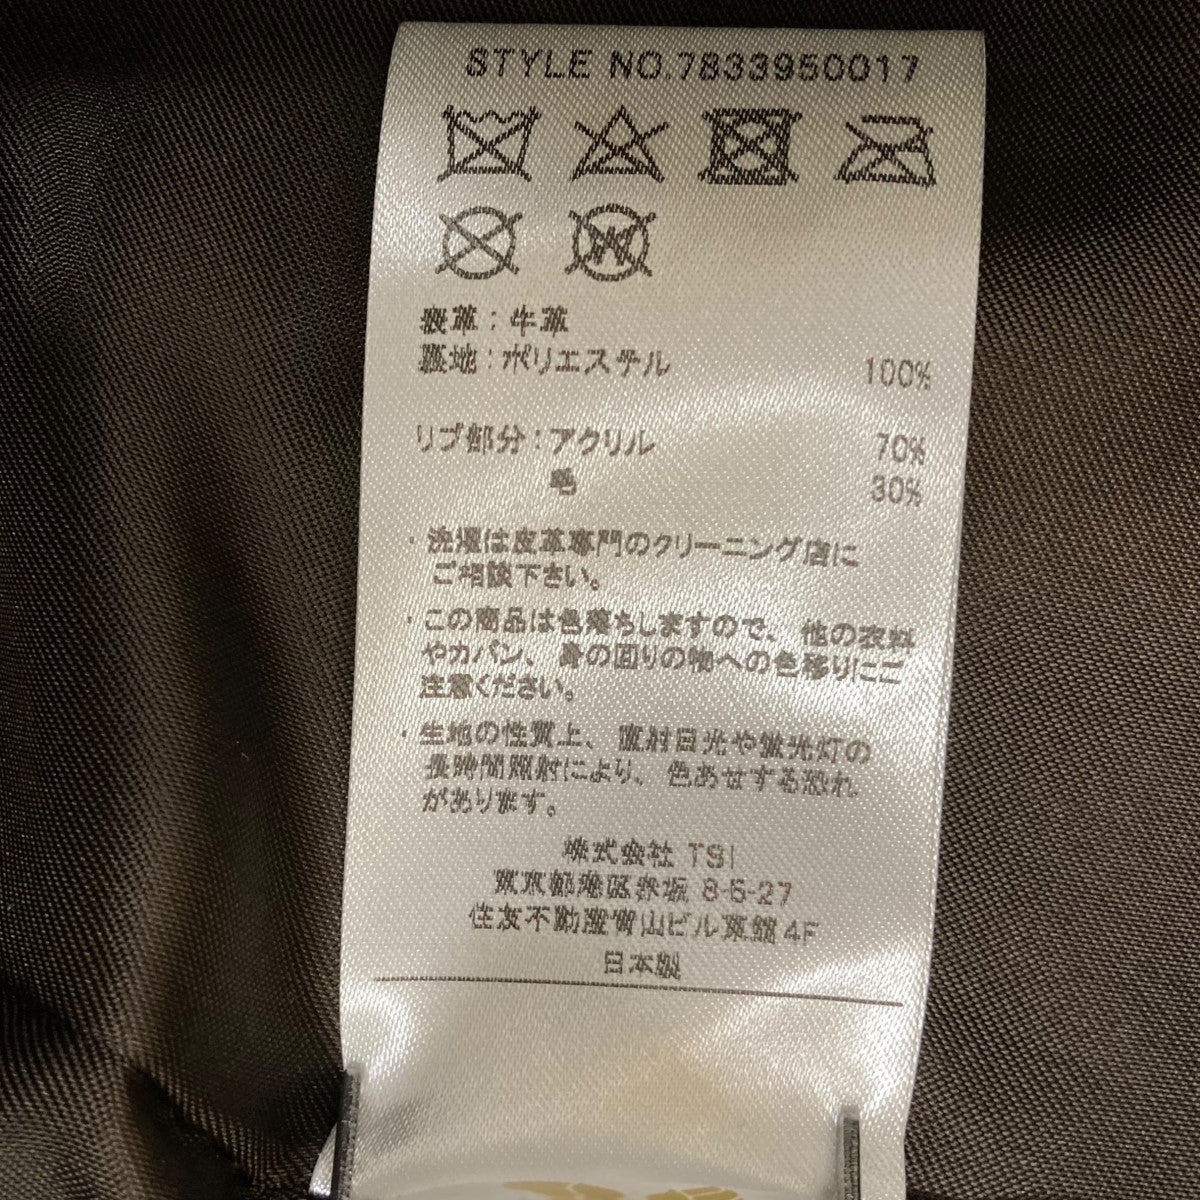 STYLE NO.7833950017
W
表革：牛革
裏地：ポリエステル 100%
リブ部分：アクリル 70%
毛 30%
・洗濯は皮革専門のクリーニング店に
ご相談下さい。
・この商品は色落ちしますので、他の衣料
やカバン、身の回りの物への色移りにご
注意ください。
・生地の性質上、直射日光や蛍光灯の
長時間照射により、色あせする恐れ
があります。
株式会社 TSI
東京都港区赤坂 8-5-27
住友不動産青山ビル東館4F
日本製